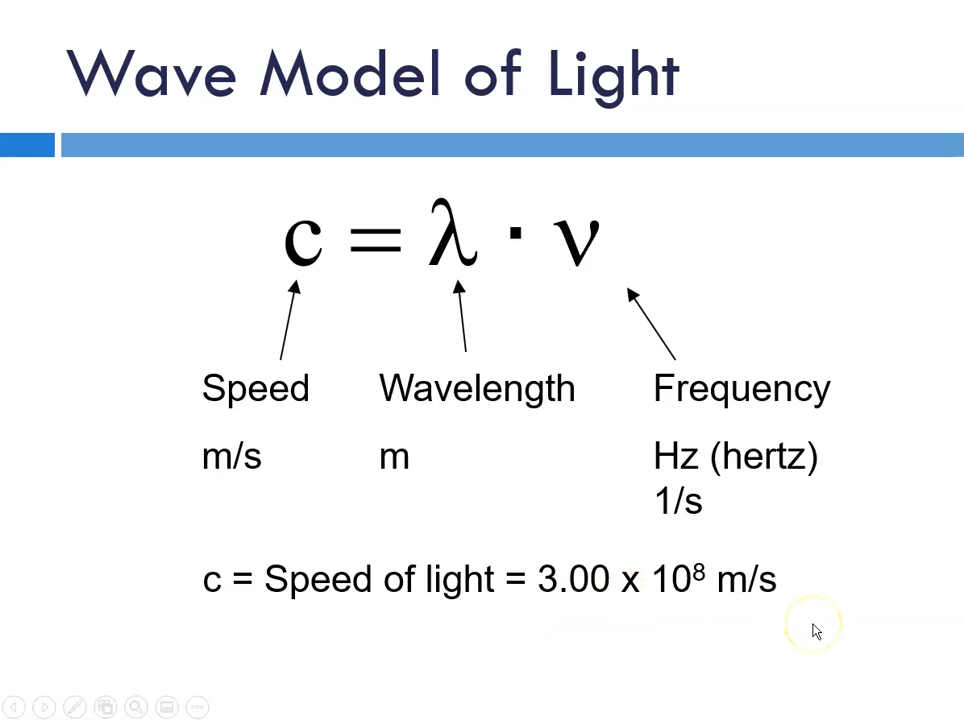 Wave Model of Light
c = λ · ν
Speed Wavelength Frequency
m/s m Hz (hertz)
1/s
c = Speed of light = 3.00 x 10⁸ m/s